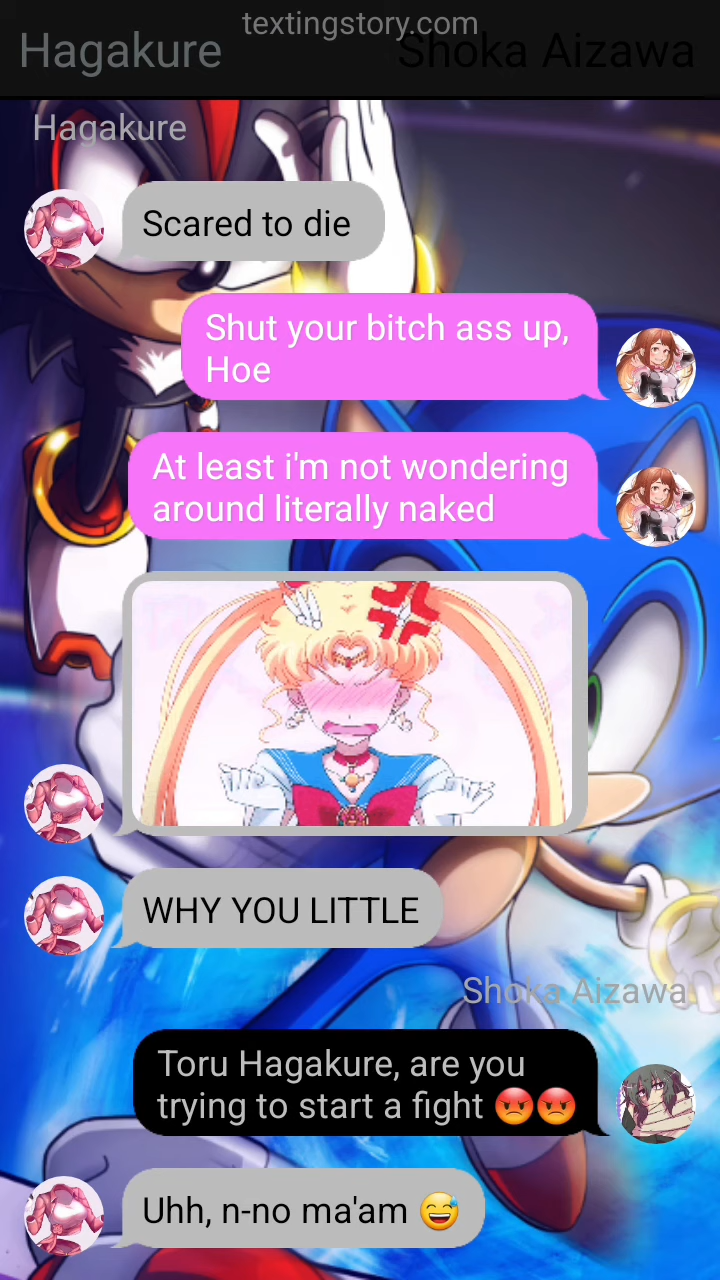 textingstory.com
Hagakure
Shoka Aizawa
Hagakure
Scared to die
Shut your bitch ass up,
Hoe
At least i'm not wondering
around literally naked
WHY YOU LITTLE
Shoka Aizawa
Toru Hagakure, are you
trying to start a fight 😡😡
Uhh, n-no ma'am 😅